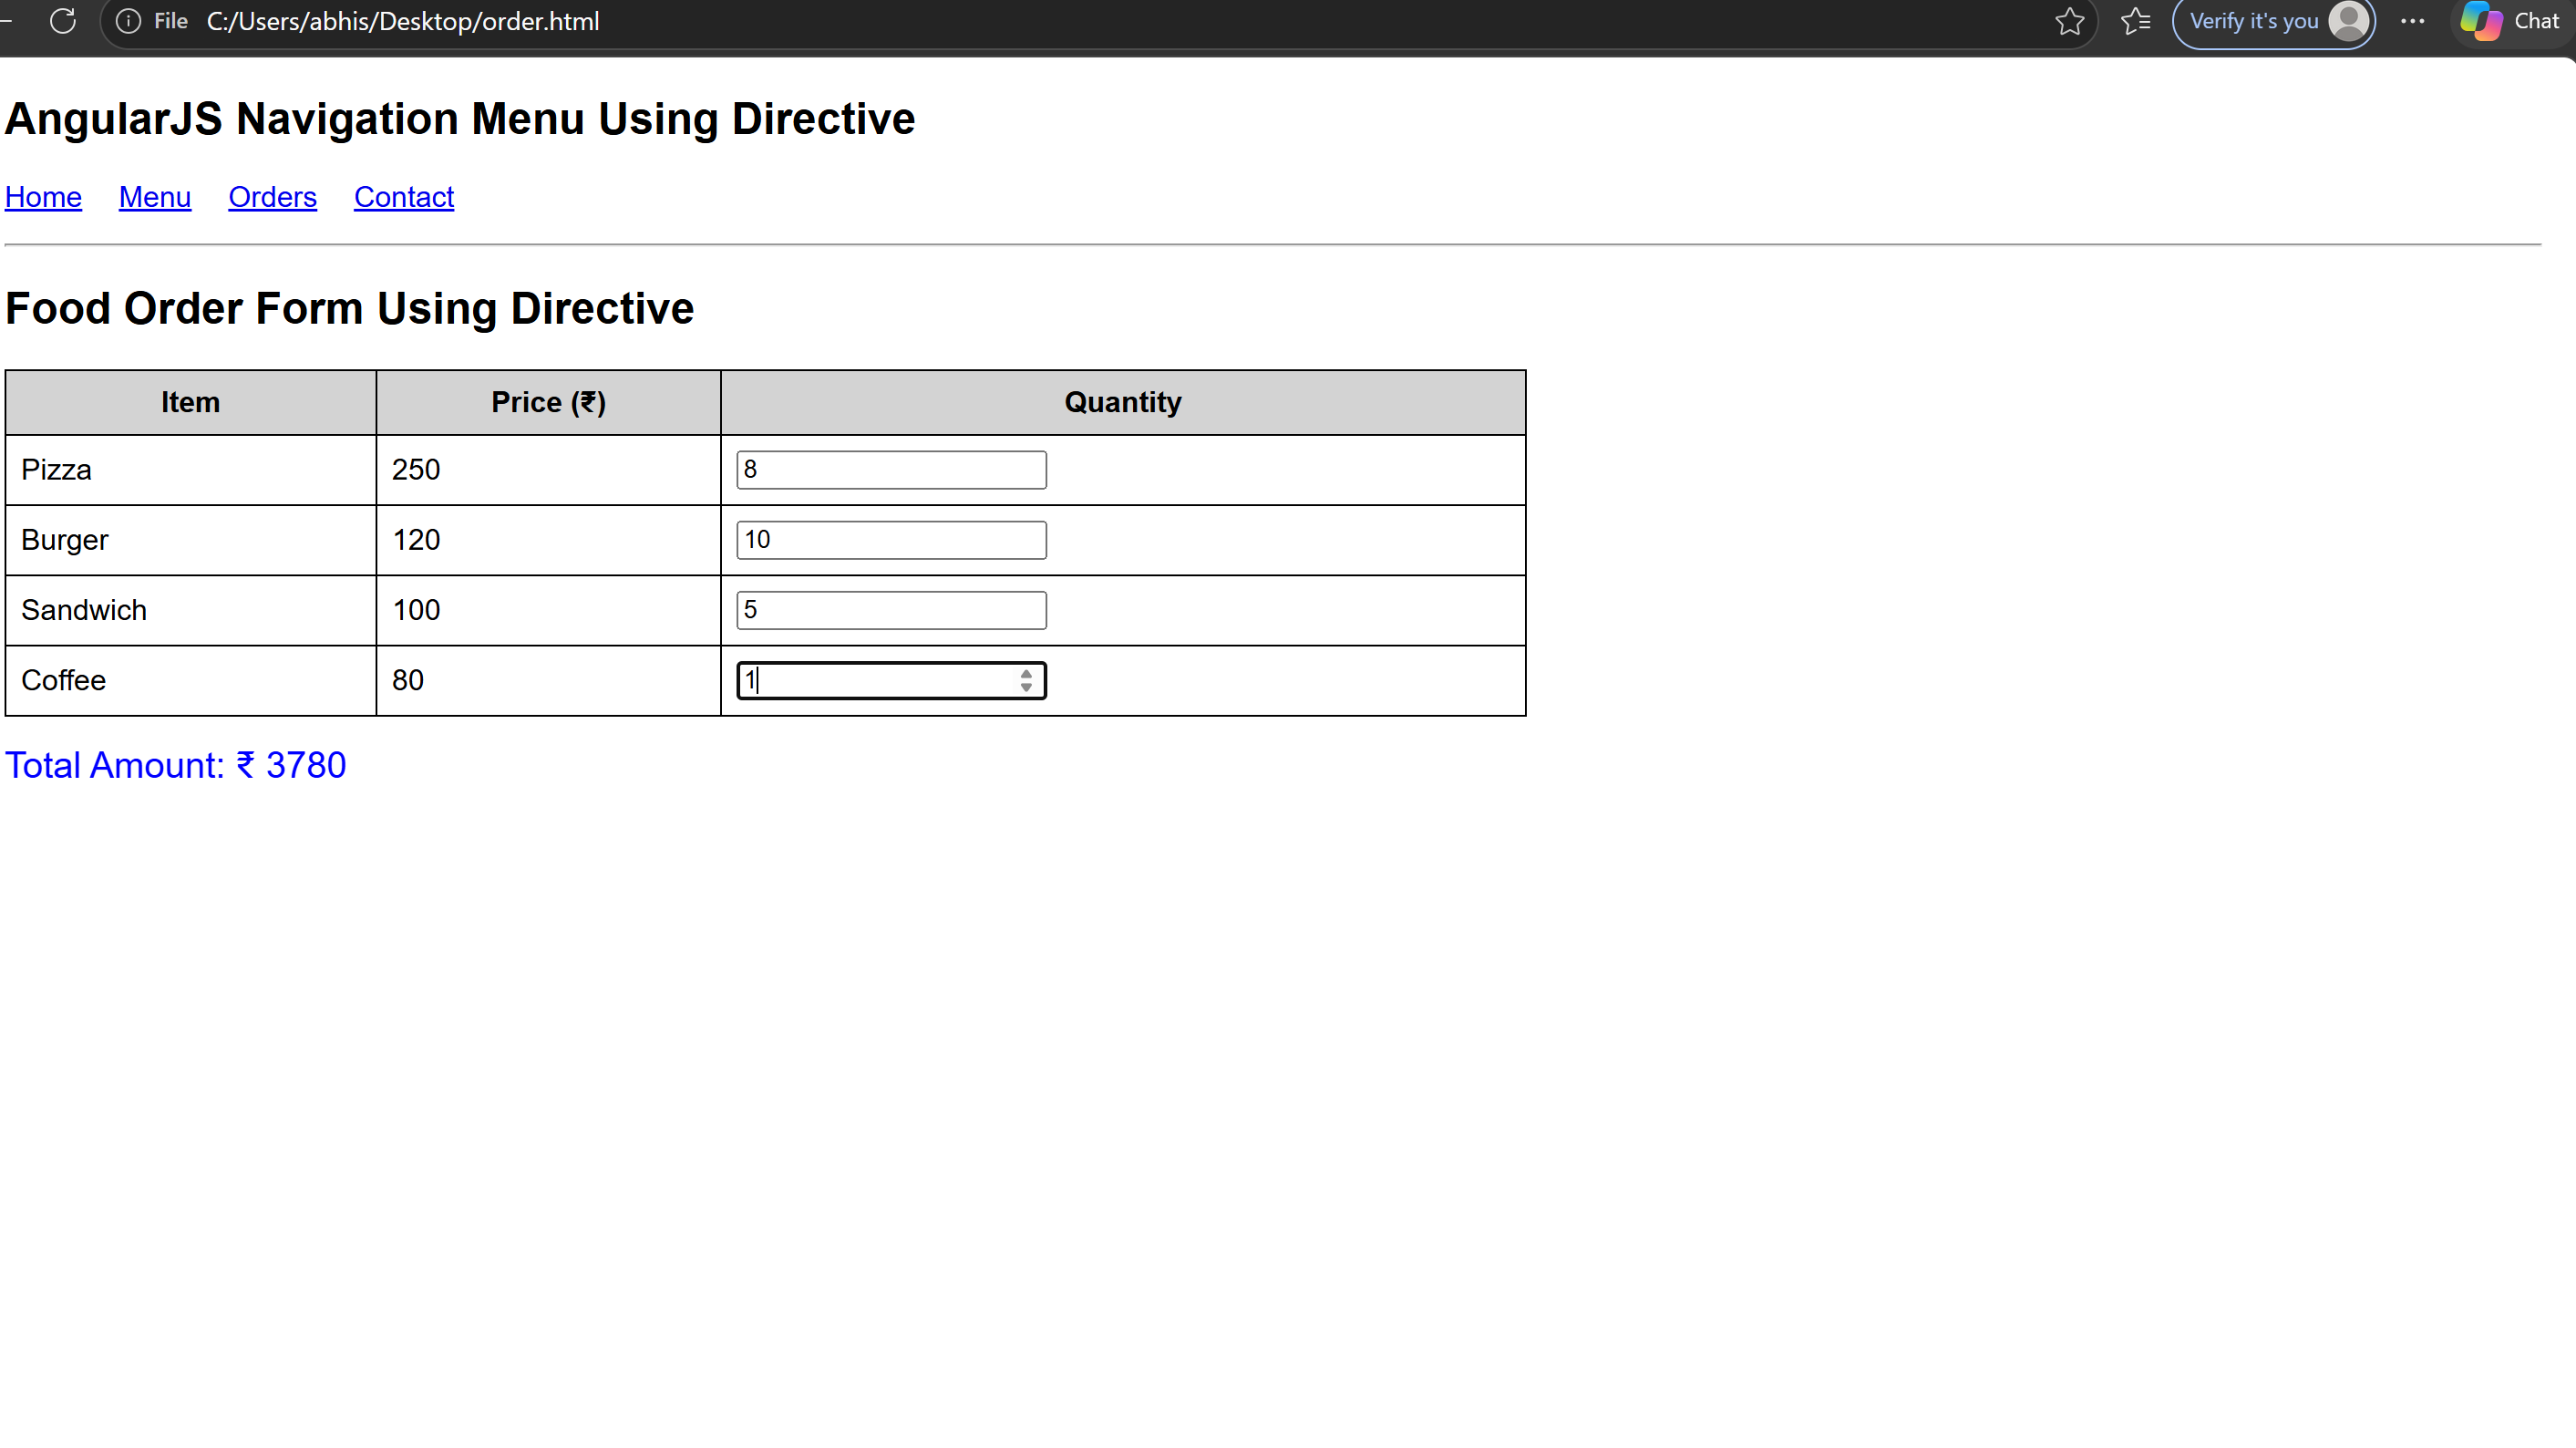 File C:/Users/abhis/Desktop/order.html Verify it's you Chat
AngularJS Navigation Menu Using Directive
Home Menu Orders Contact
Food Order Form Using Directive
Item Price (₹) Quantity
Pizza 250 8
Burger 120 10
Sandwich 100 5
Coffee 80 1
Total Amount: ₹ 3780